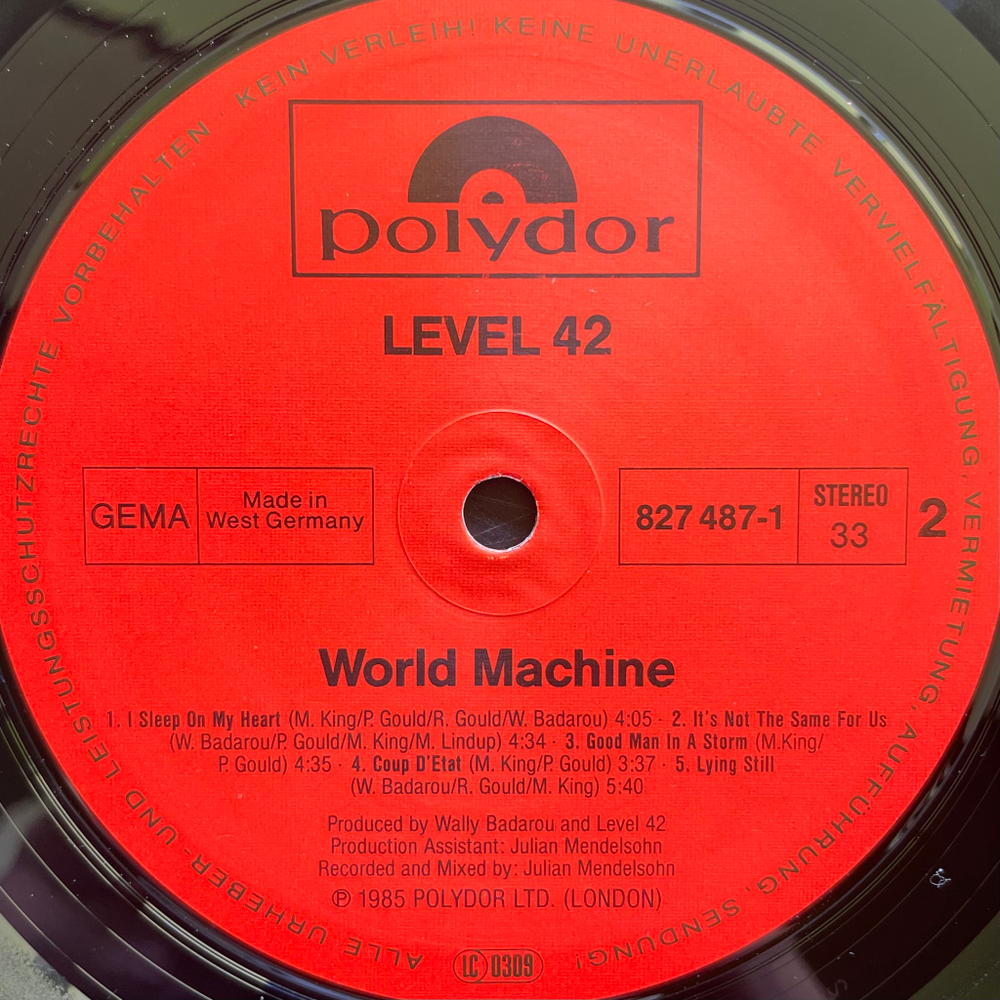 ALLE URHEBER- UND LEISTUNGSSCHUTZRECHTE VORBEHALTEN · KEIN VERLEIH! KEINE UNERLAUBTE VERVIELFÄLTIGUNG, VERMIETUNG, AUFFÜHRUNG, SENDUNG!
polydor
LEVEL 42
GEMA
Made in
West Germany
827 487-1
STEREO
33
2
World Machine
1. I Sleep On My Heart (M. King/P. Gould/R. Gould/W. Badarou) 4:05 · 2. It's Not The Same For Us
(W. Badarou/P. Gould/M. King/M. Lindup) 4:34 · 3. Good Man In A Storm (M.King/
P. Gould) 4:35 · 4. Coup D'Etat (M. King/P. Gould) 3:37 · 5. Lying Still
(W. Badarou/R. Gould/M. King) 5:40
Produced by Wally Badarou and Level 42
Production Assistant: Julian Mendelsohn
Recorded and Mixed by: Julian Mendelsohn
℗ 1985 POLYDOR LTD. (LONDON)
LC 0309